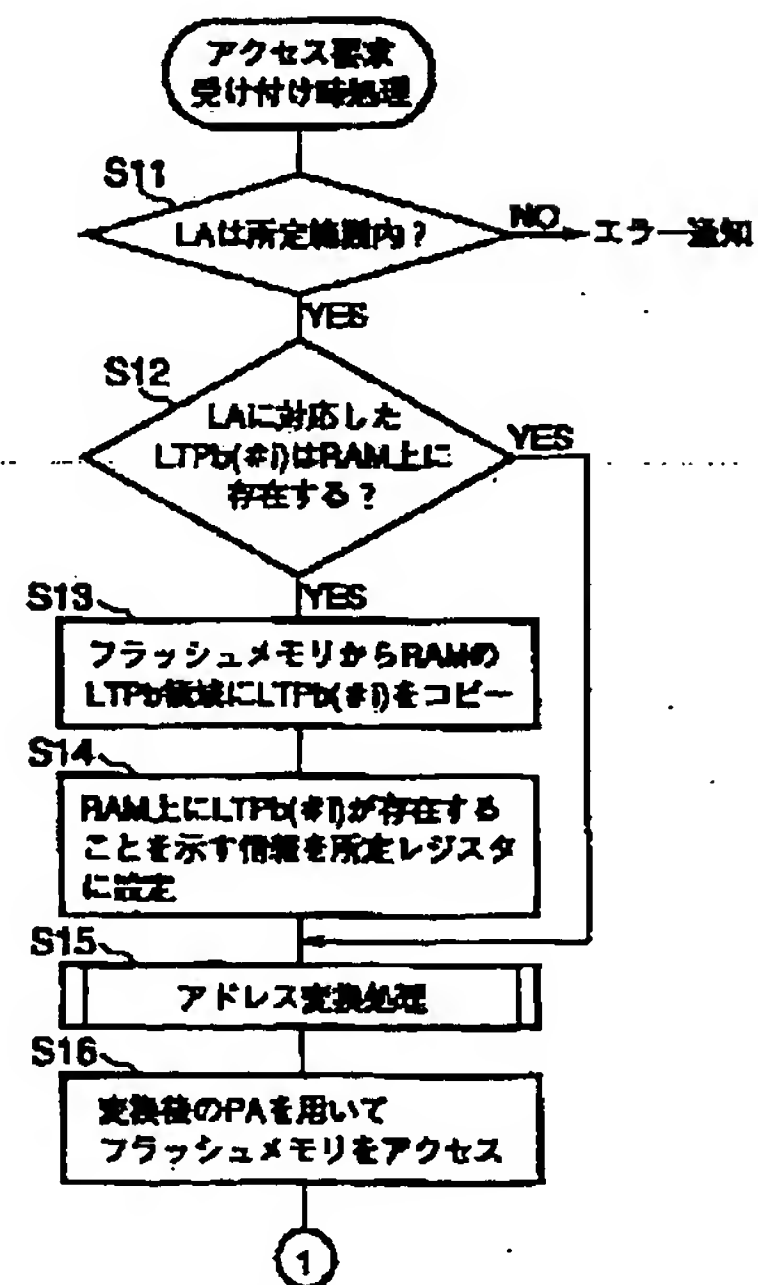 アクセス要求
受け付け時処理
S11
LAは所定範囲内?
NO
エラー通知
YES
S12
LAに対応した
LTPb(#i)はRAM上に
存在する?
YES
YES
S13
フラッシュメモリからRAMの
LTPb領域にLTPb(#i)をコピー
S14
RAM上にLTPb(#i)が存在する
ことを示す情報を所定レジスタ
に設定
S15
アドレス変換処理
S16
変換後のPAを用いて
フラッシュメモリをアクセス
1